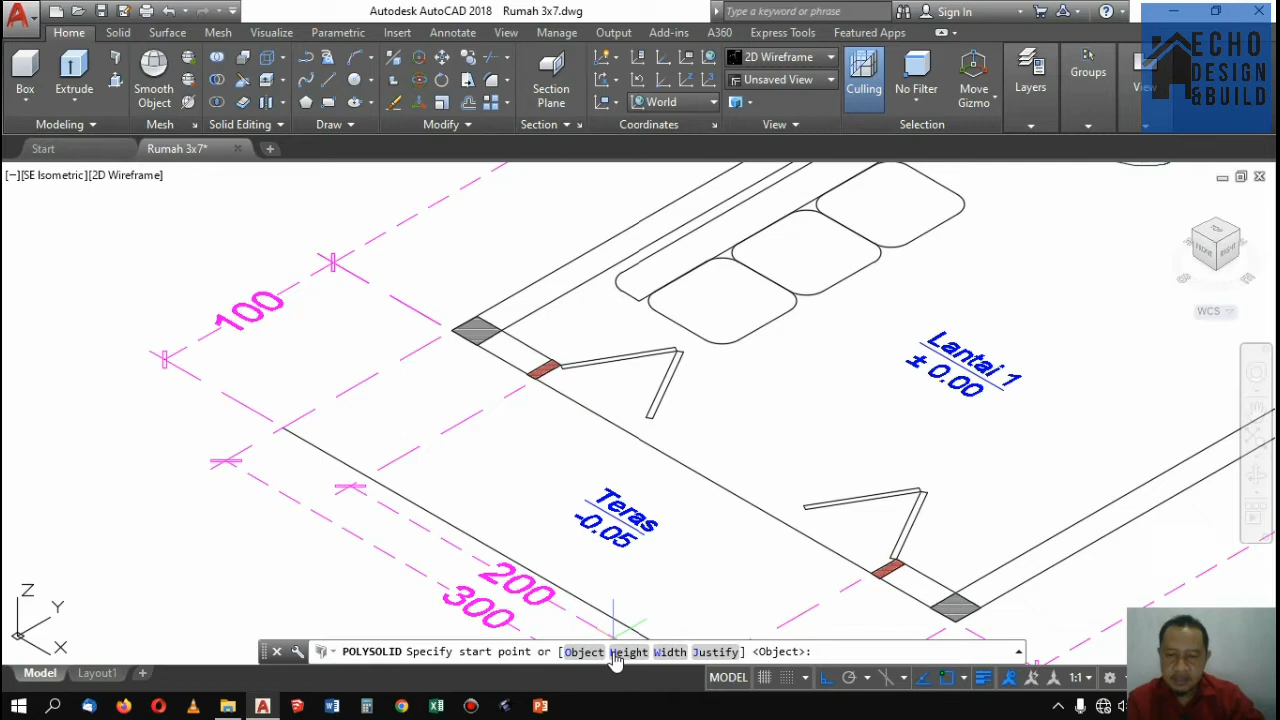 Autodesk AutoCAD 2018 Rumah 3x7.dwg
Type a keyword or phrase
Sign In
Home Solid Surface Mesh Visualize Parametric Insert Annotate View Manage Output Add-ins A360 Express Tools Featured Apps
ECHO
DESIGN
&BUILD
Box
Extrude
Smooth
Object
Section
Plane
World
2D Wireframe
Unsaved View
Culling
No Filter
Move
Gizmo
Layers
Groups
View
Modeling Mesh Solid Editing Draw Modify Section Coordinates View Selection
Start Rumah 3x7*
[−][SE Isometric][2D Wireframe]
TOP
FRONT
RIGHT
WCS
100
Lantai 1
± 0.00
Teras
-0.05
200
300
Z
Y
X
POLYSOLID Specify start point or [Object Height Width Justify] <Object>:
Model Layout1
MODEL
1:1